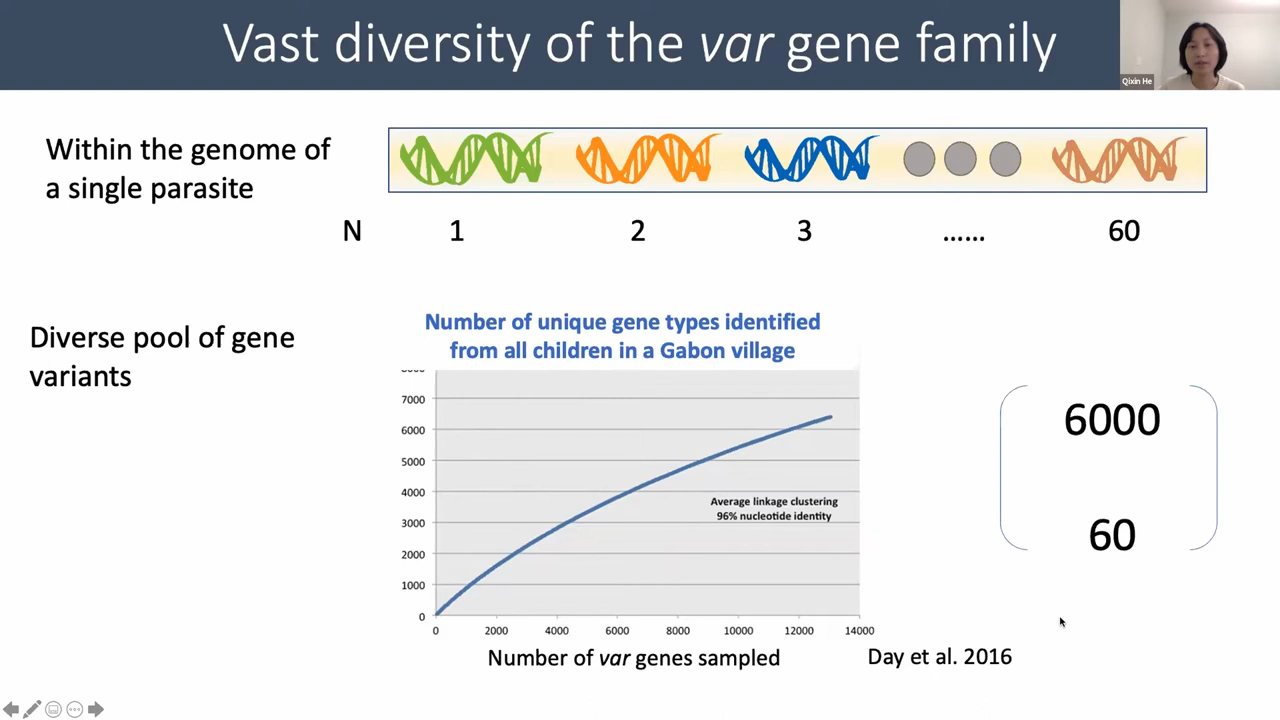 Vast diversity of the var gene family
Qixin He
Within the genome of
a single parasite
N 1 2 3 ...... 60
Diverse pool of gene
variants
Number of unique gene types identified
from all children in a Gabon village
7000
6000
5000
4000
3000
2000
1000
0
Average linkage clustering
96% nucleotide identity
0 2000 4000 6000 8000 10000 12000 14000
Number of var genes sampled
Day et al. 2016
6000
60